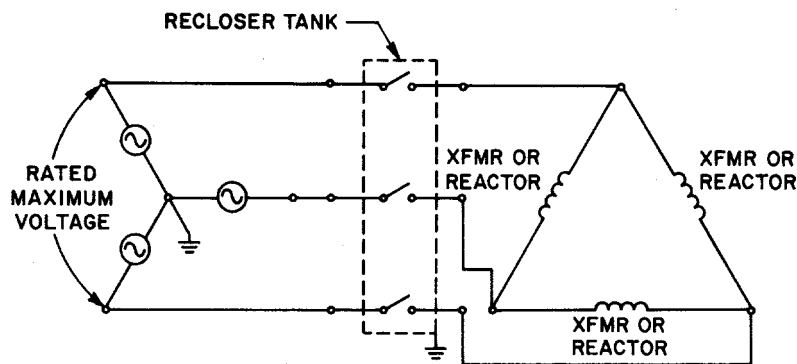 RECLOSER TANK
RATED
MAXIMUM
VOLTAGE
XFMR OR
REACTOR
XFMR OR
REACTOR
XFMR OR
REACTOR